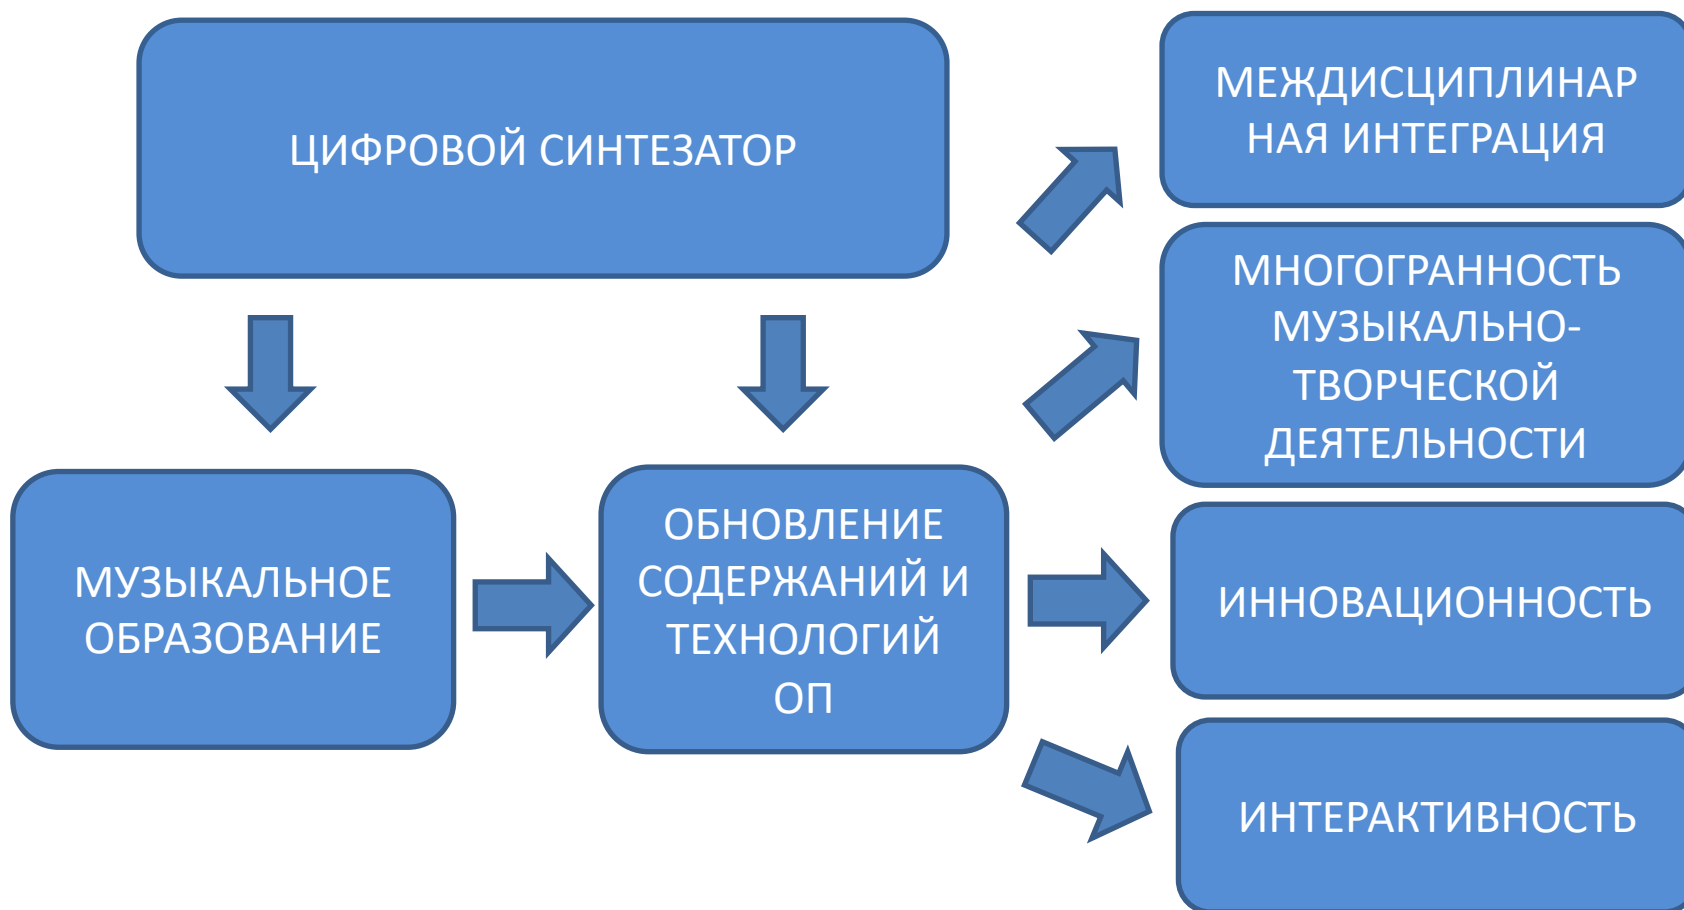 ЦИФРОВОЙ СИНТЕЗАТОР
МЕЖДИСЦИПЛИНАР
НАЯ ИНТЕГРАЦИЯ
МНОГОГРАННОСТЬ
МУЗЫКАЛЬНО-
ТВОРЧЕСКОЙ
ДЕЯТЕЛЬНОСТИ
МУЗЫКАЛЬНОЕ
ОБРАЗОВАНИЕ
ОБНОВЛЕНИЕ
СОДЕРЖАНИЙ И
ТЕХНОЛОГИЙ
ОП
ИННОВАЦИОННОСТЬ
ИНТЕРАКТИВНОСТЬ